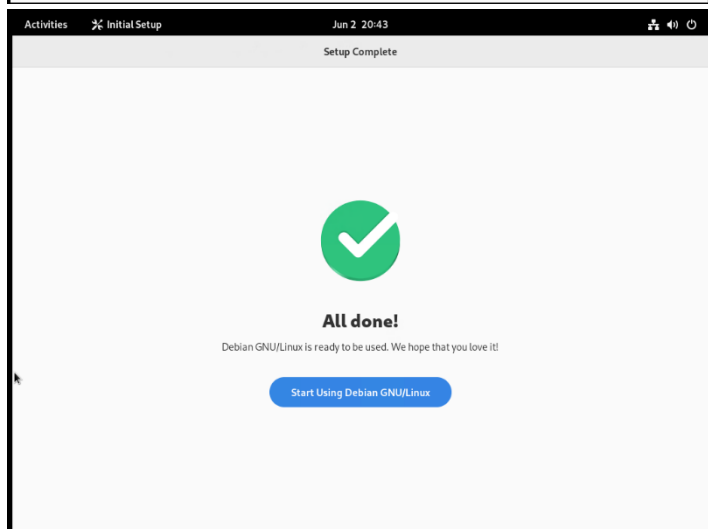 Activities Initial Setup Jun 2 20:43
Setup Complete
All done!
Debian GNU/Linux is ready to be used. We hope that you love it!
Start Using Debian GNU/Linux